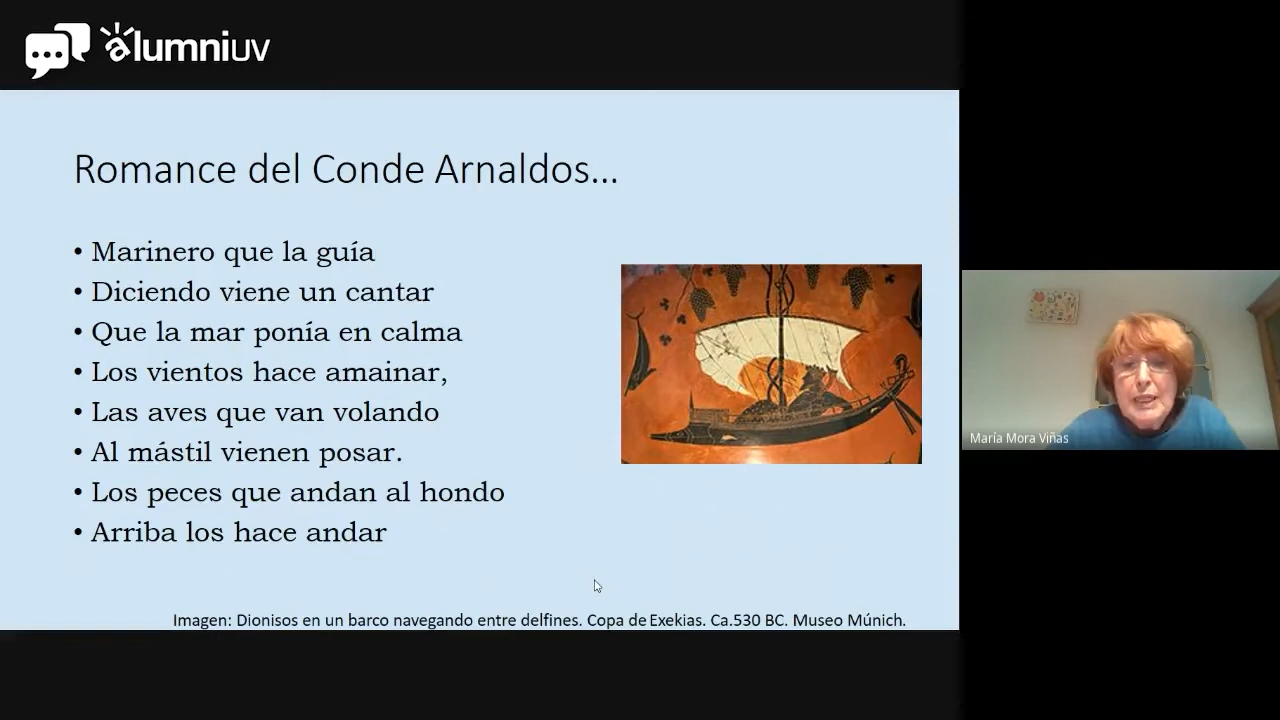 alumniuv
Romance del Conde Arnaldos...
• Marinero que la guía
• Diciendo viene un cantar
• Que la mar ponía en calma
• Los vientos hace amainar,
• Las aves que van volando
• Al mástil vienen posar.
• Los peces que andan al hondo
• Arriba los hace andar
Imagen: Dionisos en un barco navegando entre delfines. Copa de Exekias. Ca.530 BC. Museo Múnich.
María Mora Viñas